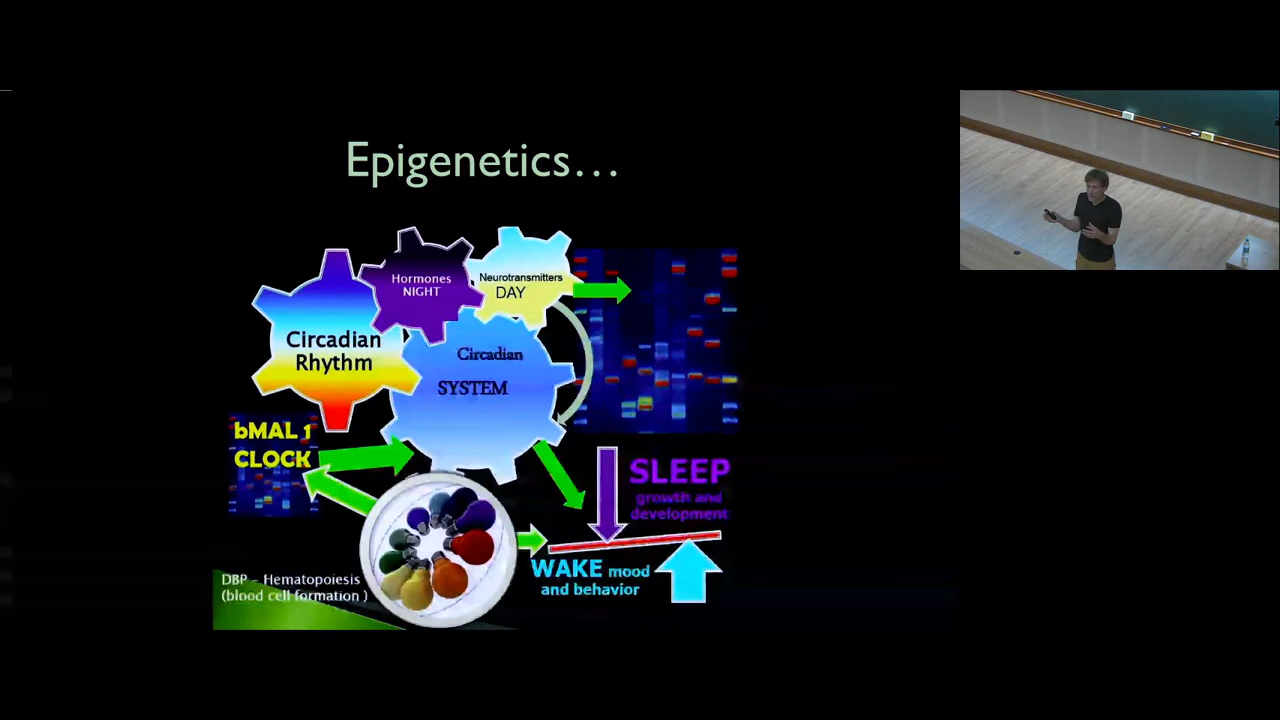 Epigenetics...
Hormones
NIGHT
Neurotransmitters
DAY
Circadian
Rhythm
Circadian
SYSTEM
bMAL 1
CLOCK
SLEEP
growth and
development
WAKE mood
and behavior
DBP - Hematopoiesis
(blood cell formation )